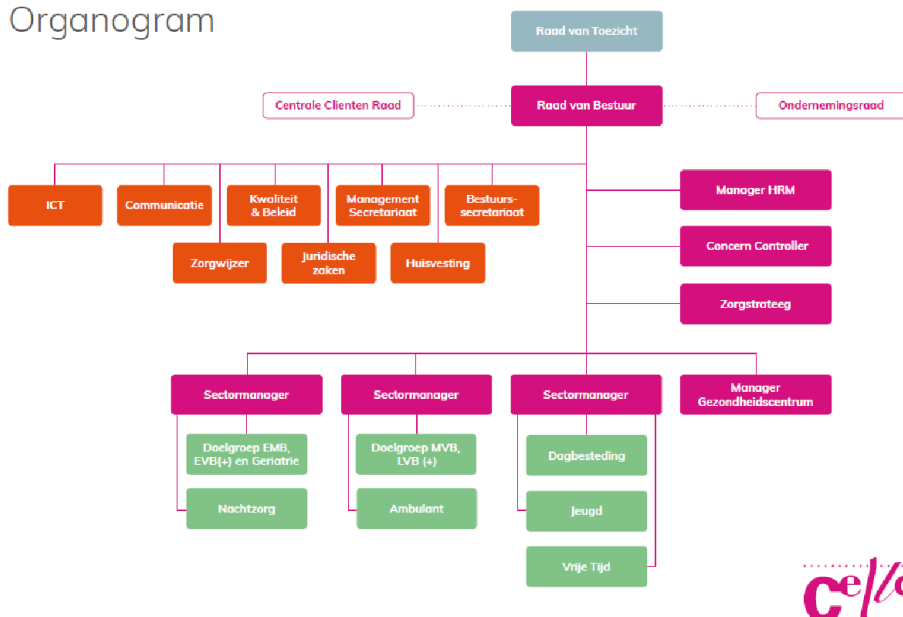 Organogram
Raad van Toezicht
Centrale Clienten Raad
Raad van Bestuur
Ondernemingsraad
ICT
Communicatie
Kwaliteit
& Beleid
Management
Secretariaat
Bestuurs-
secretariaat
Manager HRM
Zorgwijzer
Juridische
zaken
Huisvesting
Concern Controller
Zorgstrateeg
Sectormanager
Sectormanager
Sectormanager
Manager
Gezondheidscentrum
Doelgroep EMB,
EVB(+) en Geriatrie
Doelgroep MVB,
LVB (+)
Dagbesteding
Nachtzorg
Ambulant
Jeugd
Vrije Tijd
Cello